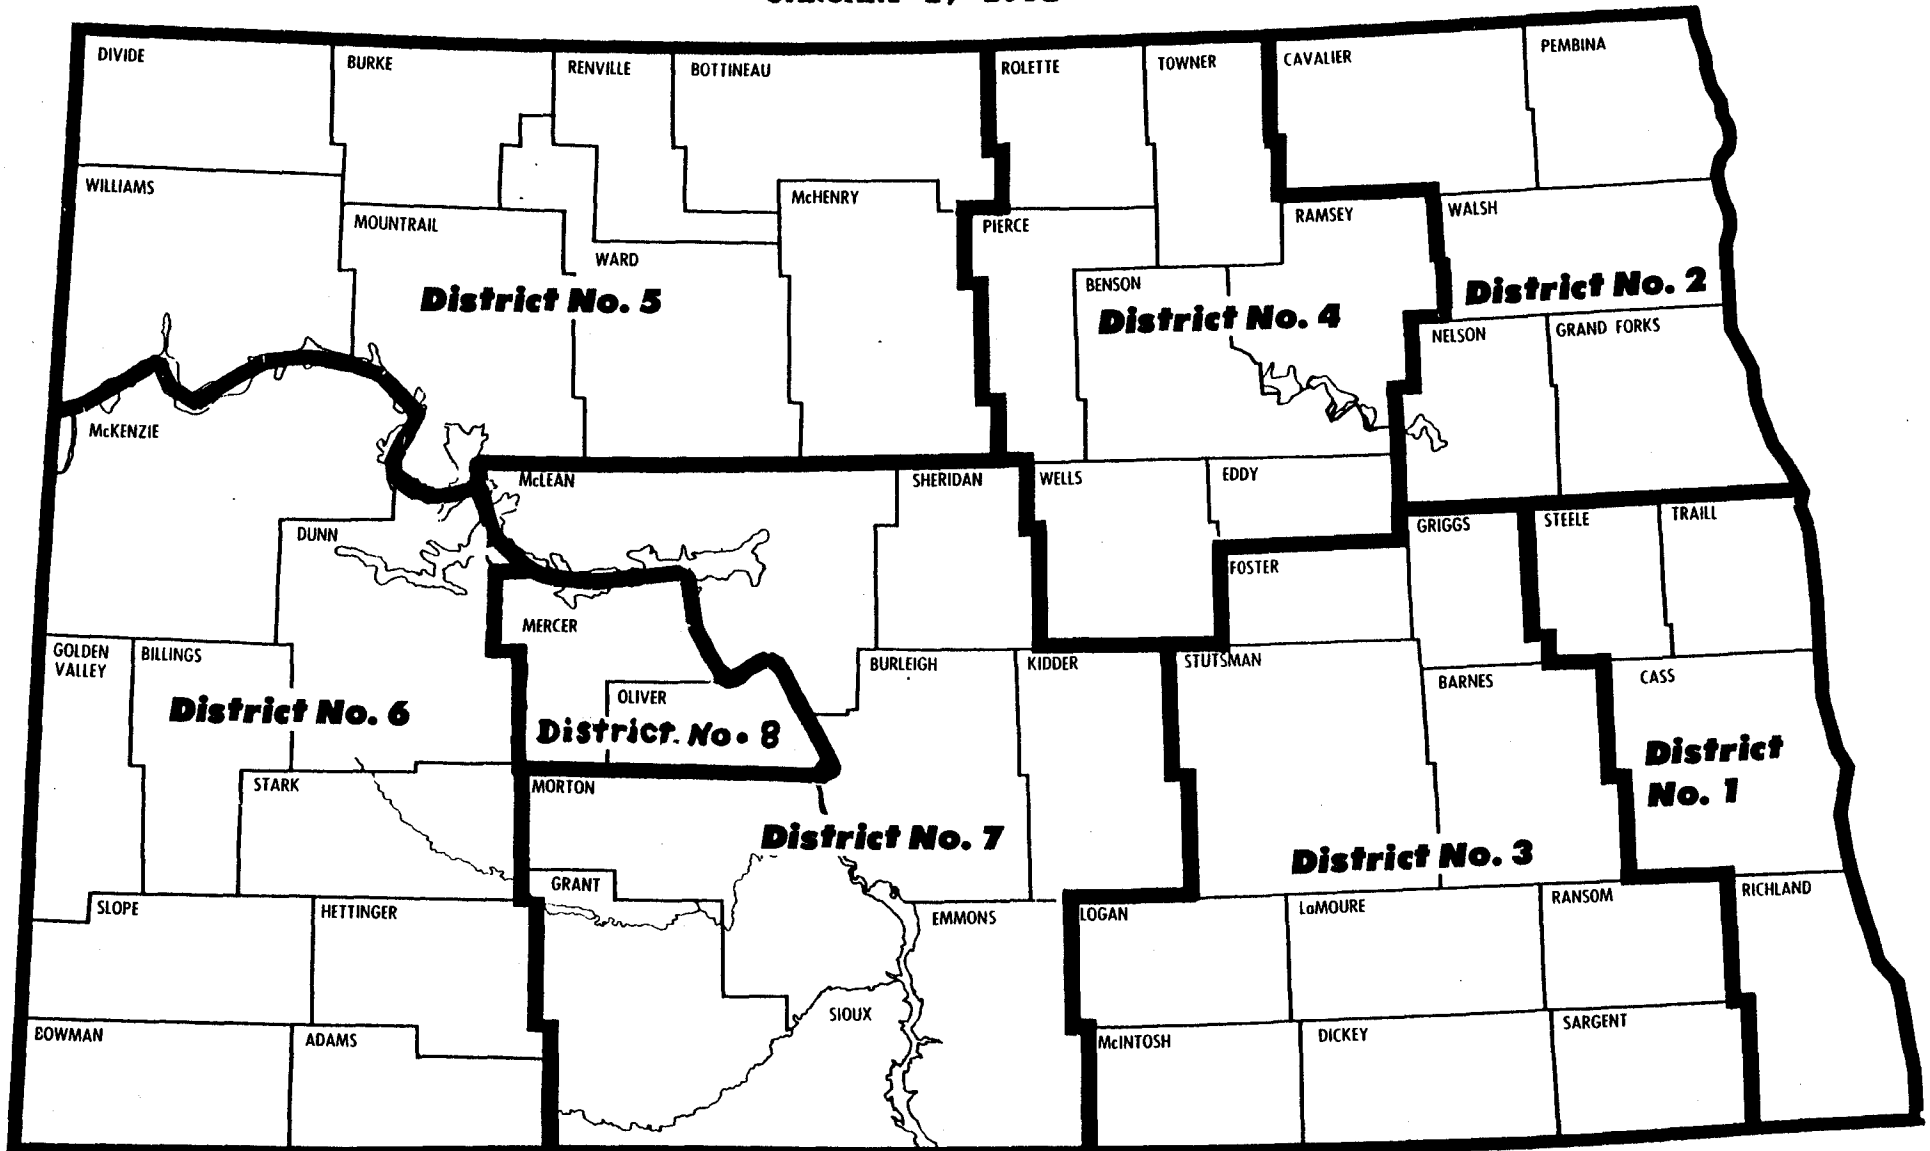 DIVIDE
BURKE
RENVILLE
BOTTINEAU
ROLETTE
TOWNER
CAVALIER
PEMBINA
WILLIAMS
MOUNTRAIL
WARD
McHENRY
PIERCE
RAMSEY
WALSH
BENSON
District No. 5
District No. 4
District No. 2
NELSON
GRAND FORKS
McKENZIE
McLEAN
SHERIDAN
WELLS
EDDY
GRIGGS
STEELE
TRAILL
DUNN
FOSTER
MERCER
GOLDEN
VALLEY
BILLINGS
BURLEIGH
KIDDER
STUTSMAN
BARNES
CASS
OLIVER
District No. 6
District. No. 8
District
No. 1
STARK
MORTON
District No. 7
District No. 3
GRANT
SLOPE
HETTINGER
EMMONS
LOGAN
LaMOURE
RANSOM
RICHLAND
SIOUX
BOWMAN
ADAMS
McINTOSH
DICKEY
SARGENT